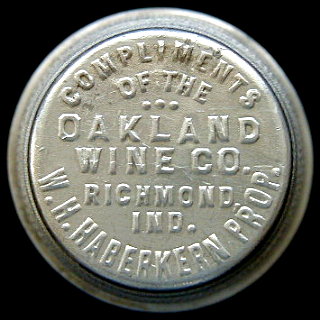 COMPLIMENTS
OF THE
...
OAKLAND
WINE CO.
RICHMOND,
IND.
W. H. HABERKERN PROP.